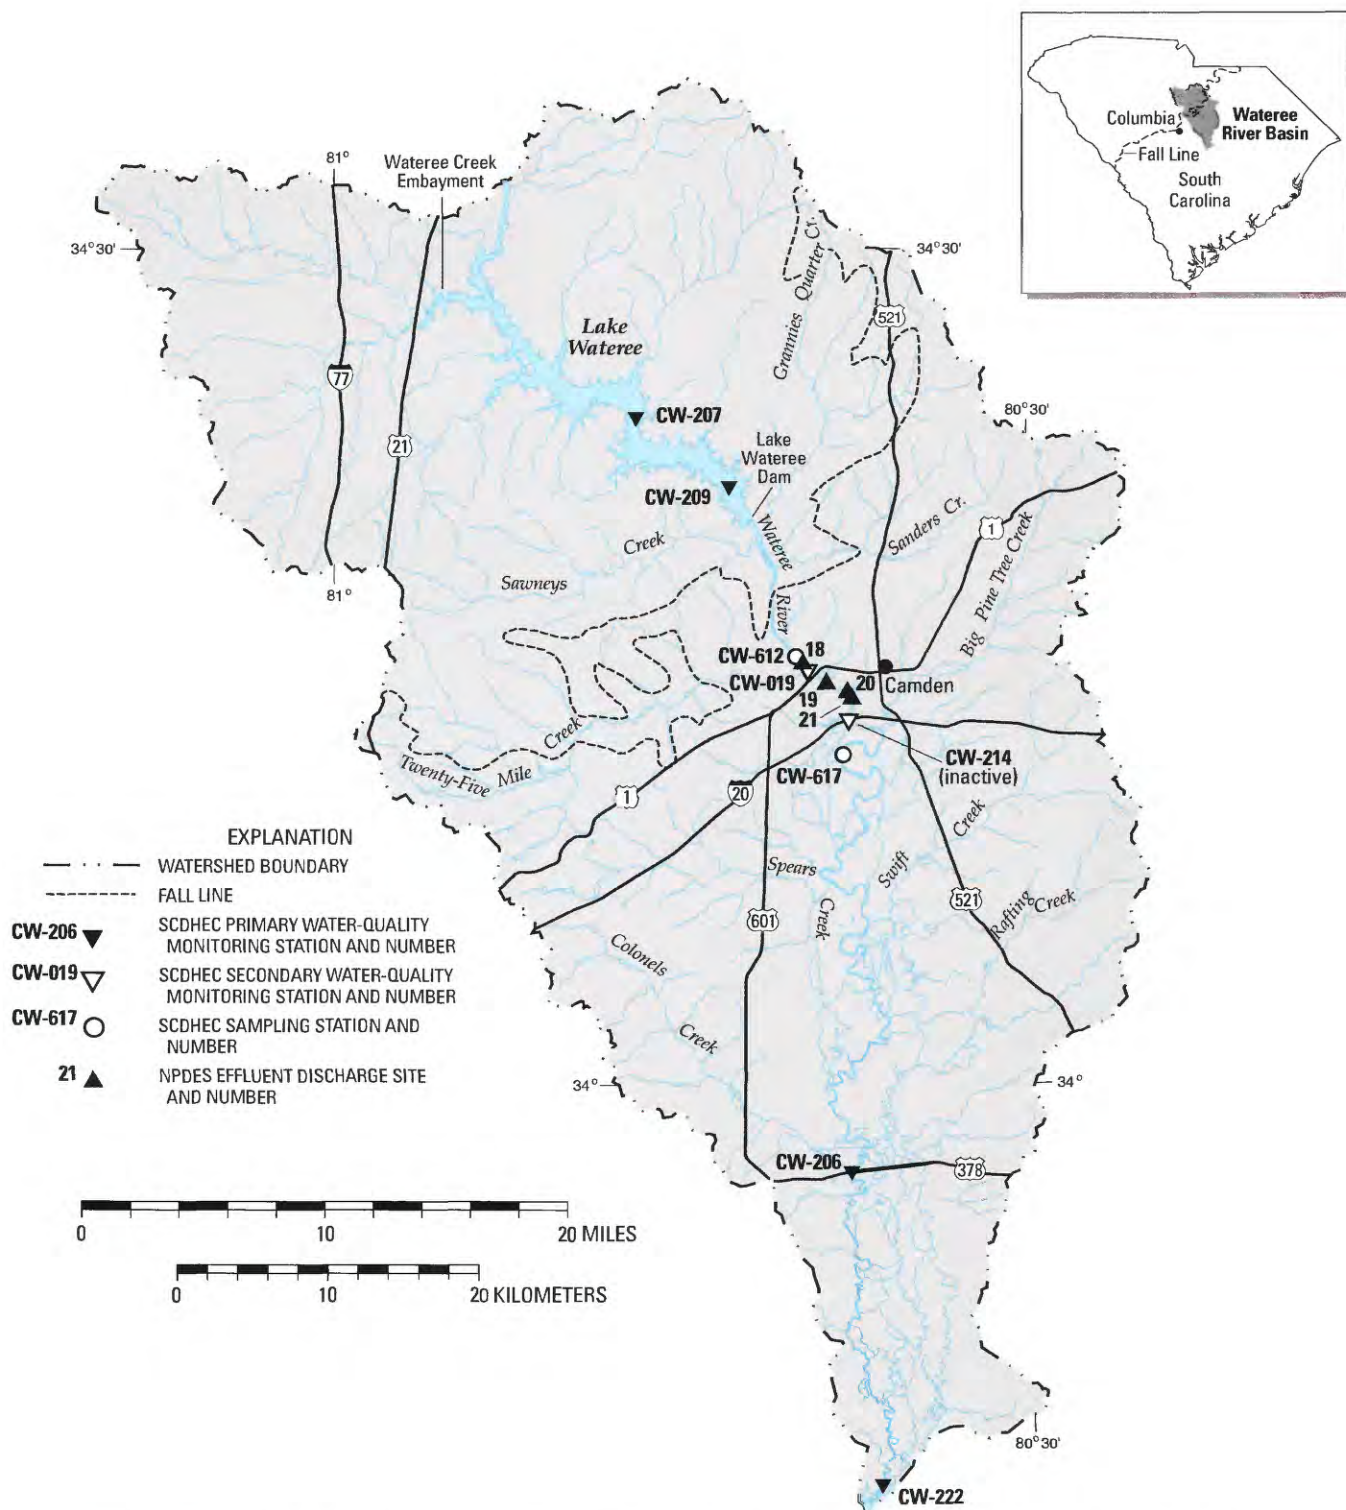 Columbia
Wateree
River Basin
Fall Line
South
Carolina
81°
Wateree Creek
Embayment
34°30'
34°30'
Grannies Quarter Cr.
521
Lake
Wateree
77
21
CW-207
80°30'
Lake
Wateree
Dam
CW-209
1
Wateree River
Sanders Cr.
Big Pine Tree Creek
Sawneys Creek
81°
CW-612
18
CW-019
19
20
Camden
21
CW-214
(inactive)
CW-617
Twenty-Five Mile Creek
1
20
Spears Creek
Swift Creek
601
521
Rafting Creek
Colonels Creek
34°
34°
CW-206
378
80°30'
CW-222
EXPLANATION
WATERSHED BOUNDARY
FALL LINE
CW-206
SCDHEC PRIMARY WATER-QUALITY
MONITORING STATION AND NUMBER
CW-019
SCDHEC SECONDARY WATER-QUALITY
MONITORING STATION AND NUMBER
CW-617
SCDHEC SAMPLING STATION AND
NUMBER
21
NPDES EFFLUENT DISCHARGE SITE
AND NUMBER
0 10 20 MILES
0 10 20 KILOMETERS